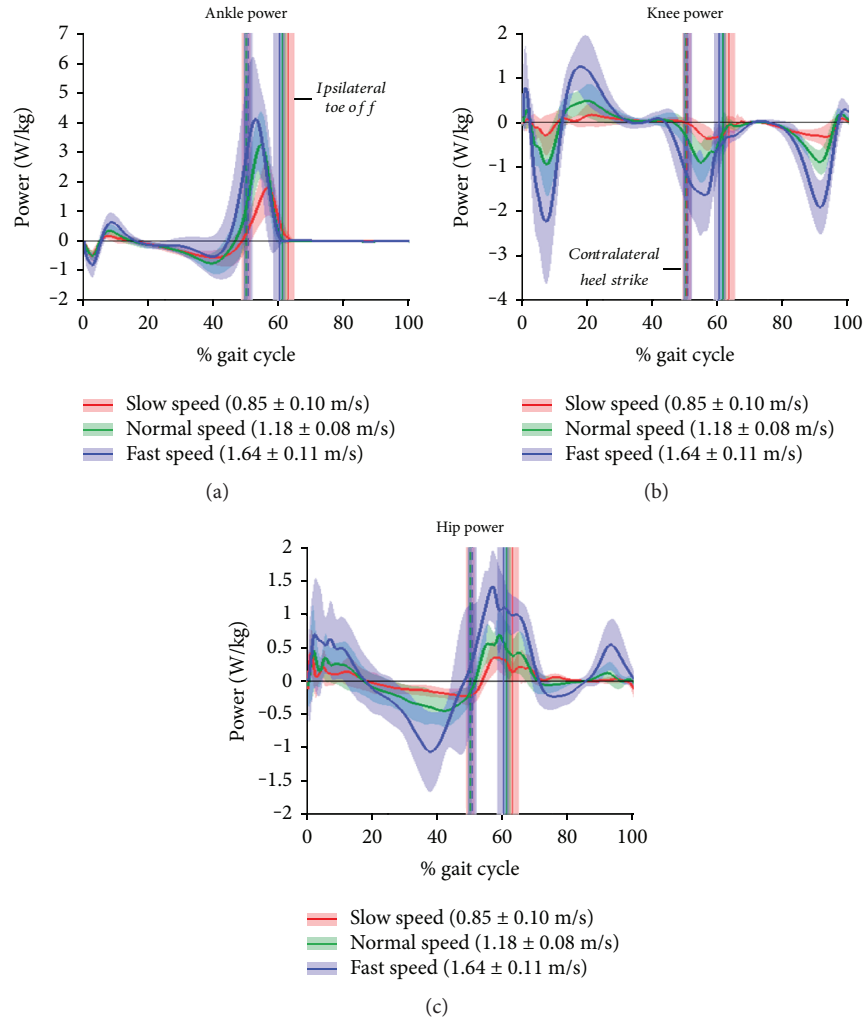 Ankle power
7
6
5
4
3
2
1
0
-1
-2
Power (W/kg)
Ipsilateral
toe off
0 20 40 60 80 100
% gait cycle
Slow speed (0.85 ± 0.10 m/s)
Normal speed (1.18 ± 0.08 m/s)
Fast speed (1.64 ± 0.11 m/s)
(a)
Knee power
2
1
0
-1
-2
-3
-4
Power (W/kg)
Contralateral
heel strike
0 20 40 60 80 100
% gait cycle
Slow speed (0.85 ± 0.10 m/s)
Normal speed (1.18 ± 0.08 m/s)
Fast speed (1.64 ± 0.11 m/s)
(b)
Hip power
2
1.5
1
0.5
0
-0.5
-1
-1.5
-2
Power (W/kg)
0 20 40 60 80 100
% gait cycle
Slow speed (0.85 ± 0.10 m/s)
Normal speed (1.18 ± 0.08 m/s)
Fast speed (1.64 ± 0.11 m/s)
(c)